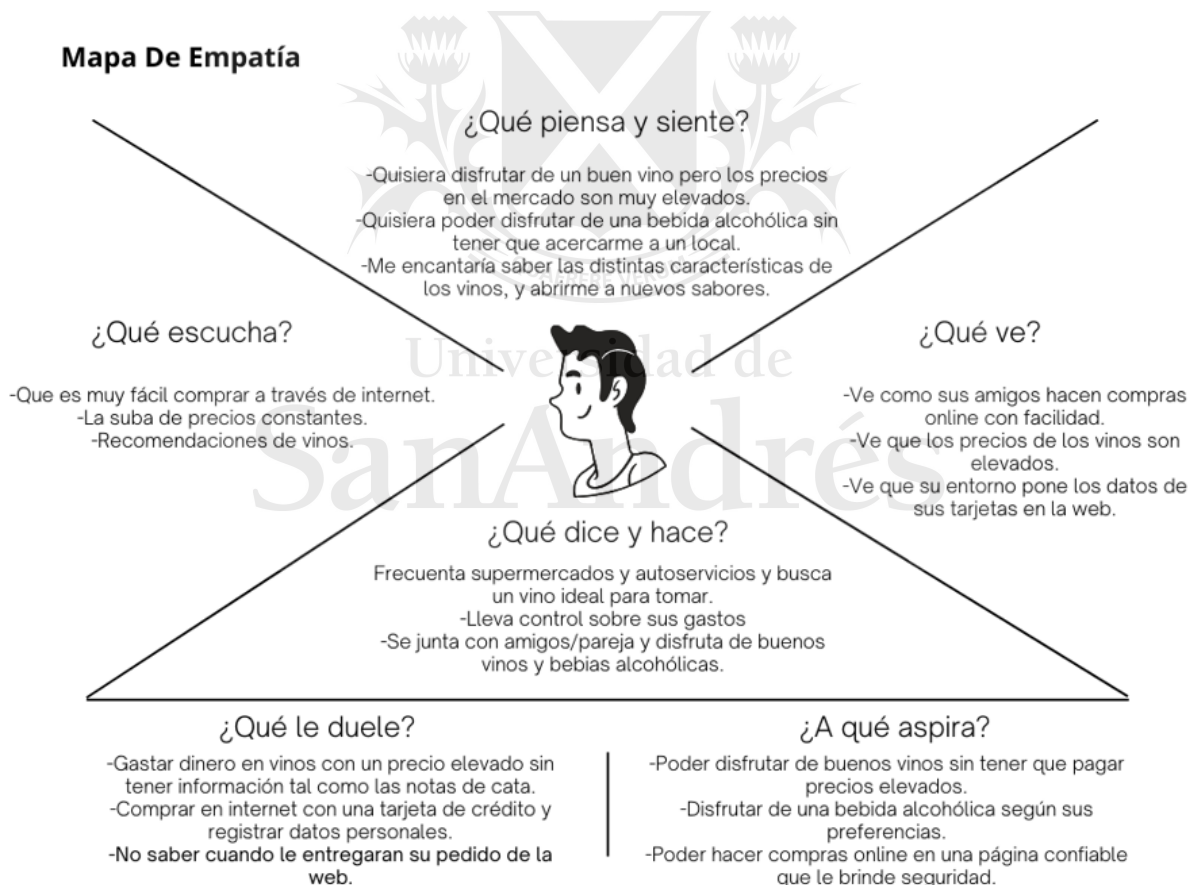 Mapa De Empatía
¿Qué piensa y siente?
-Quisiera disfrutar de un buen vino pero los precios
en el mercado son muy elevados.
-Quisiera poder disfrutar de una bebida alcohólica sin
tener que acercarme a un local.
-Me encantaría saber las distintas características de
los vinos, y abrirme a nuevos sabores.
¿Qué escucha?
-Que es muy fácil comprar a través de internet.
-La suba de precios constantes.
-Recomendaciones de vinos.
¿Qué ve?
-Ve como sus amigos hacen compras
online con facilidad.
-Ve que los precios de los vinos son
elevados.
-Ve que su entorno pone los datos de
sus tarjetas en la web.
Universidad de
SanAndrés
¿Qué dice y hace?
Frecuenta supermercados y autoservicios y busca
un vino ideal para tomar.
-Lleva control sobre sus gastos
-Se junta con amigos/pareja y disfruta de buenos
vinos y bebias alcohólicas.
¿Qué le duele?
-Gastar dinero en vinos con un precio elevado sin
tener información tal como las notas de cata.
-Comprar en internet con una tarjeta de crédito y
registrar datos personales.
-No saber cuando le entregaran su pedido de la
web.
¿A qué aspira?
-Poder disfrutar de buenos vinos sin tener que pagar
precios elevados.
-Disfrutar de una bebida alcohólica según sus
preferencias.
-Poder hacer compras online en una página confiable
que le brinde seguridad.